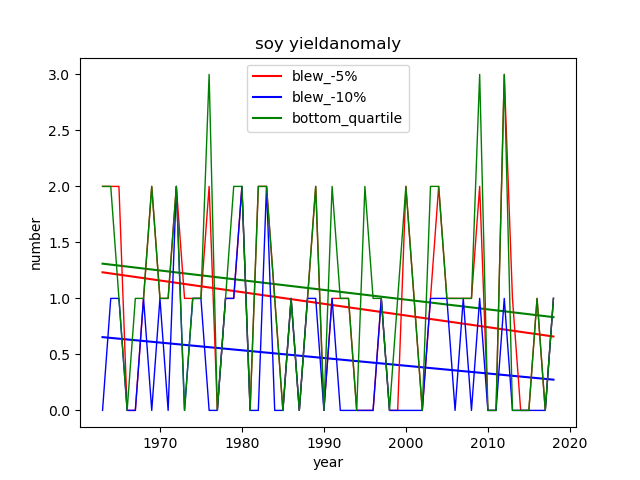 soy yieldanomaly
blew_-5%
blew_-10%
bottom_quartile
number
3.0
2.5
2.0
1.5
1.0
0.5
0.0
1970 1980 1990 2000 2010 2020
year